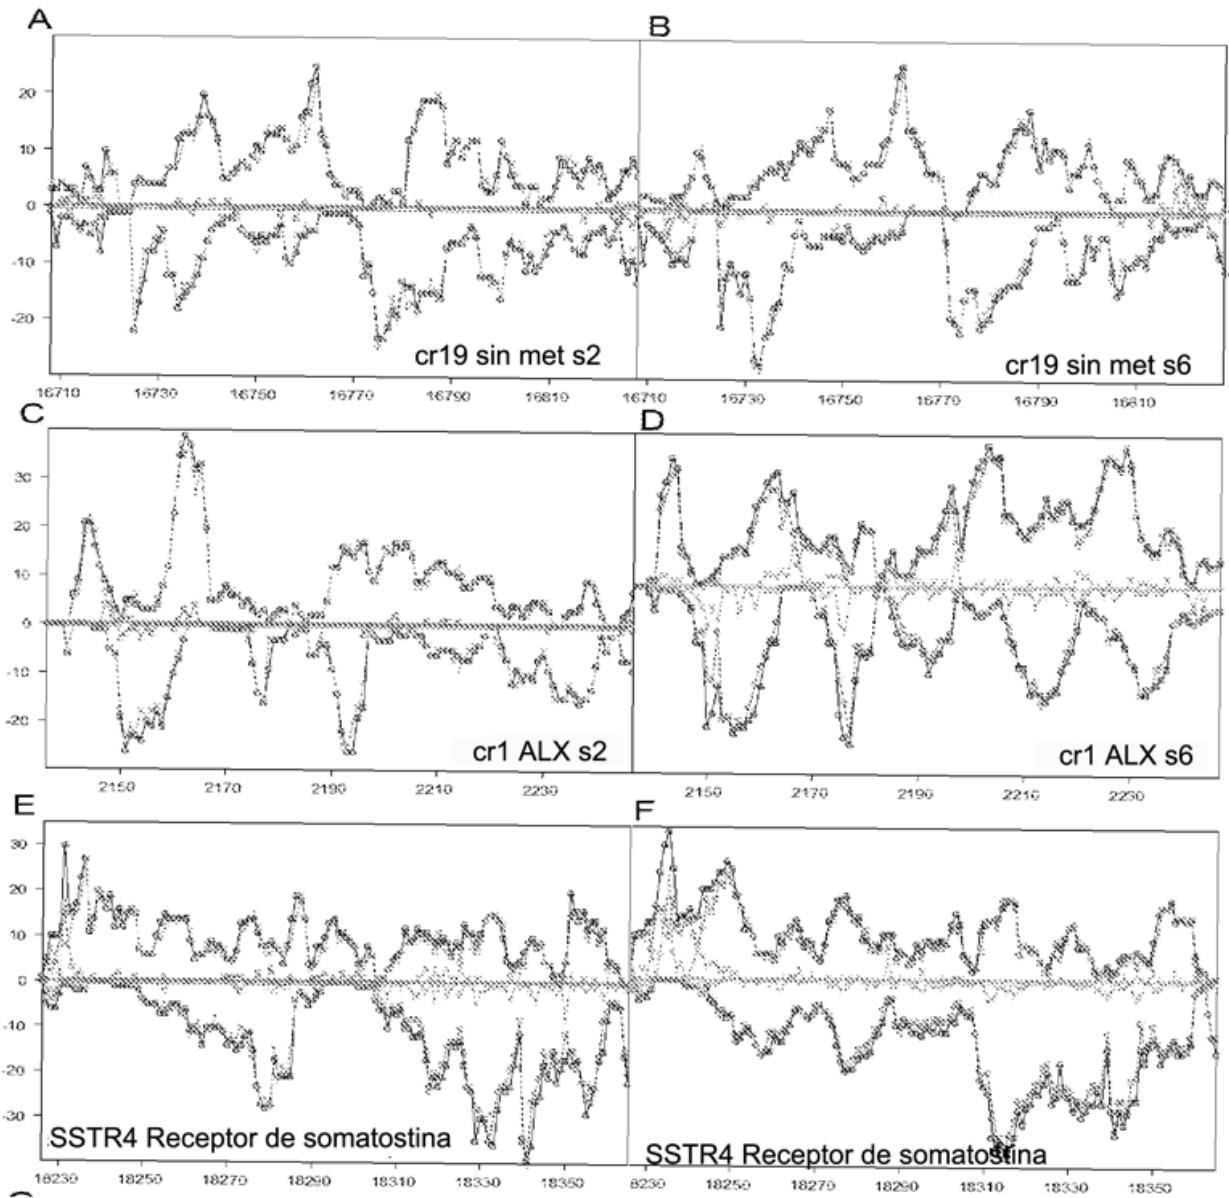 A
B
20
10
0
-10
-20
cr19 sin met s2
cr19 sin met s6
16710 16730 16750 16770 16790 16810 16710 16730 16750 16770 16790 16810
C
D
30
20
10
0
-10
-20
cr1 ALX s2
cr1 ALX s6
2150 2170 2190 2210 2230 2150 2170 2190 2210 2230
E
F
30
20
10
0
-10
-20
-30
SSTR4 Receptor de somatostina
SSTR4 Receptor de somatostina
18230 18250 18270 18290 18310 18330 18350 18230 18250 18270 18290 18310 18330 18350